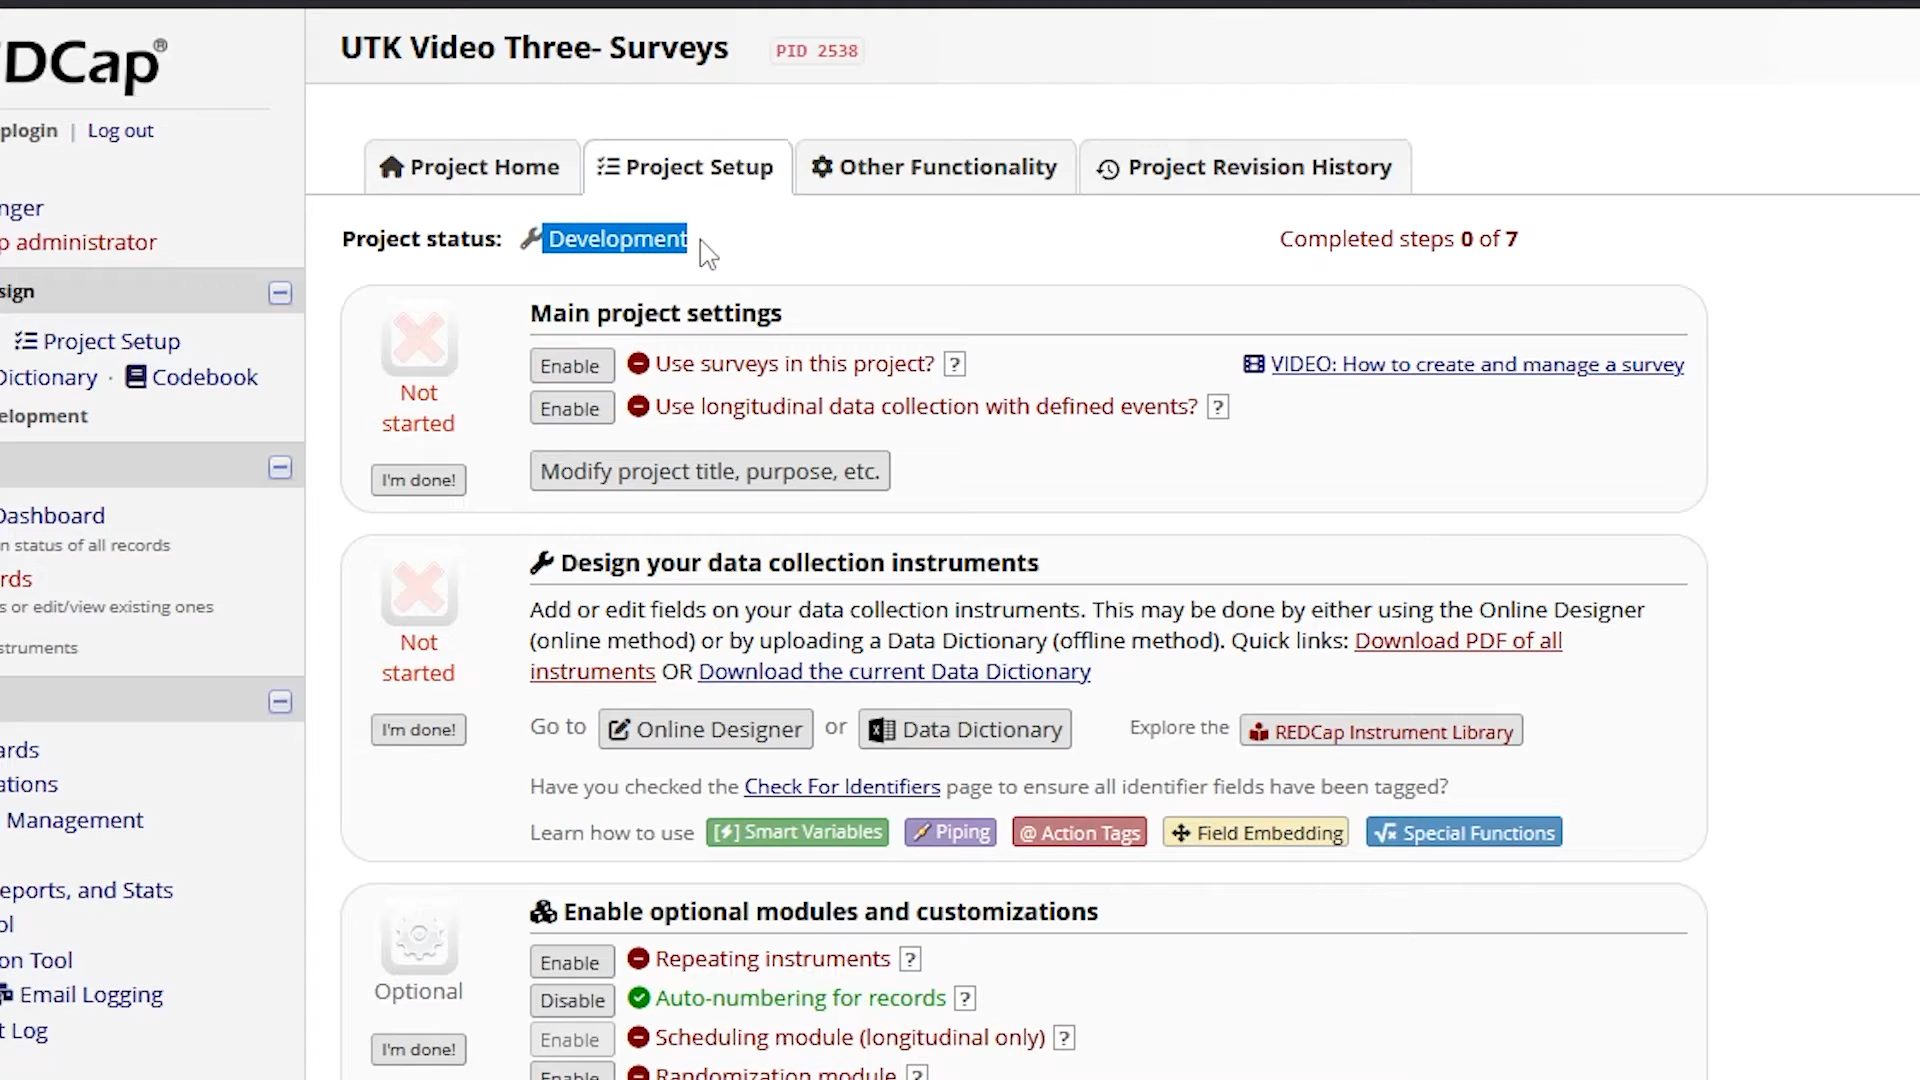 DCap®
plogin | Log out
nger
p administrator
sign
Project Setup
Dictionary · Codebook
elopment
Dashboard
n status of all records
rds
s or edit/view existing ones
struments
ards
ations
Management
eports, and Stats
ol
on Tool
Email Logging
t Log
UTK Video Three- Surveys PID 2538
Project Home Project Setup Other Functionality Project Revision History
Project status: Development Completed steps 0 of 7
Main project settings
Not
started
I'm done!
Enable Use surveys in this project? ? VIDEO: How to create and manage a survey
Enable Use longitudinal data collection with defined events? ?
Modify project title, purpose, etc.
Design your data collection instruments
Not
started
I'm done!
Add or edit fields on your data collection instruments. This may be done by either using the Online Designer
(online method) or by uploading a Data Dictionary (offline method). Quick links: Download PDF of all
instruments OR Download the current Data Dictionary
Go to Online Designer or Data Dictionary Explore the REDCap Instrument Library
Have you checked the Check For Identifiers page to ensure all identifier fields have been tagged?
Learn how to use [⚡] Smart Variables Piping @ Action Tags Field Embedding √x Special Functions
Enable optional modules and customizations
Optional
I'm done!
Enable Repeating instruments ?
Disable Auto-numbering for records ?
Enable Scheduling module (longitudinal only) ?
Enable Randomization module ?